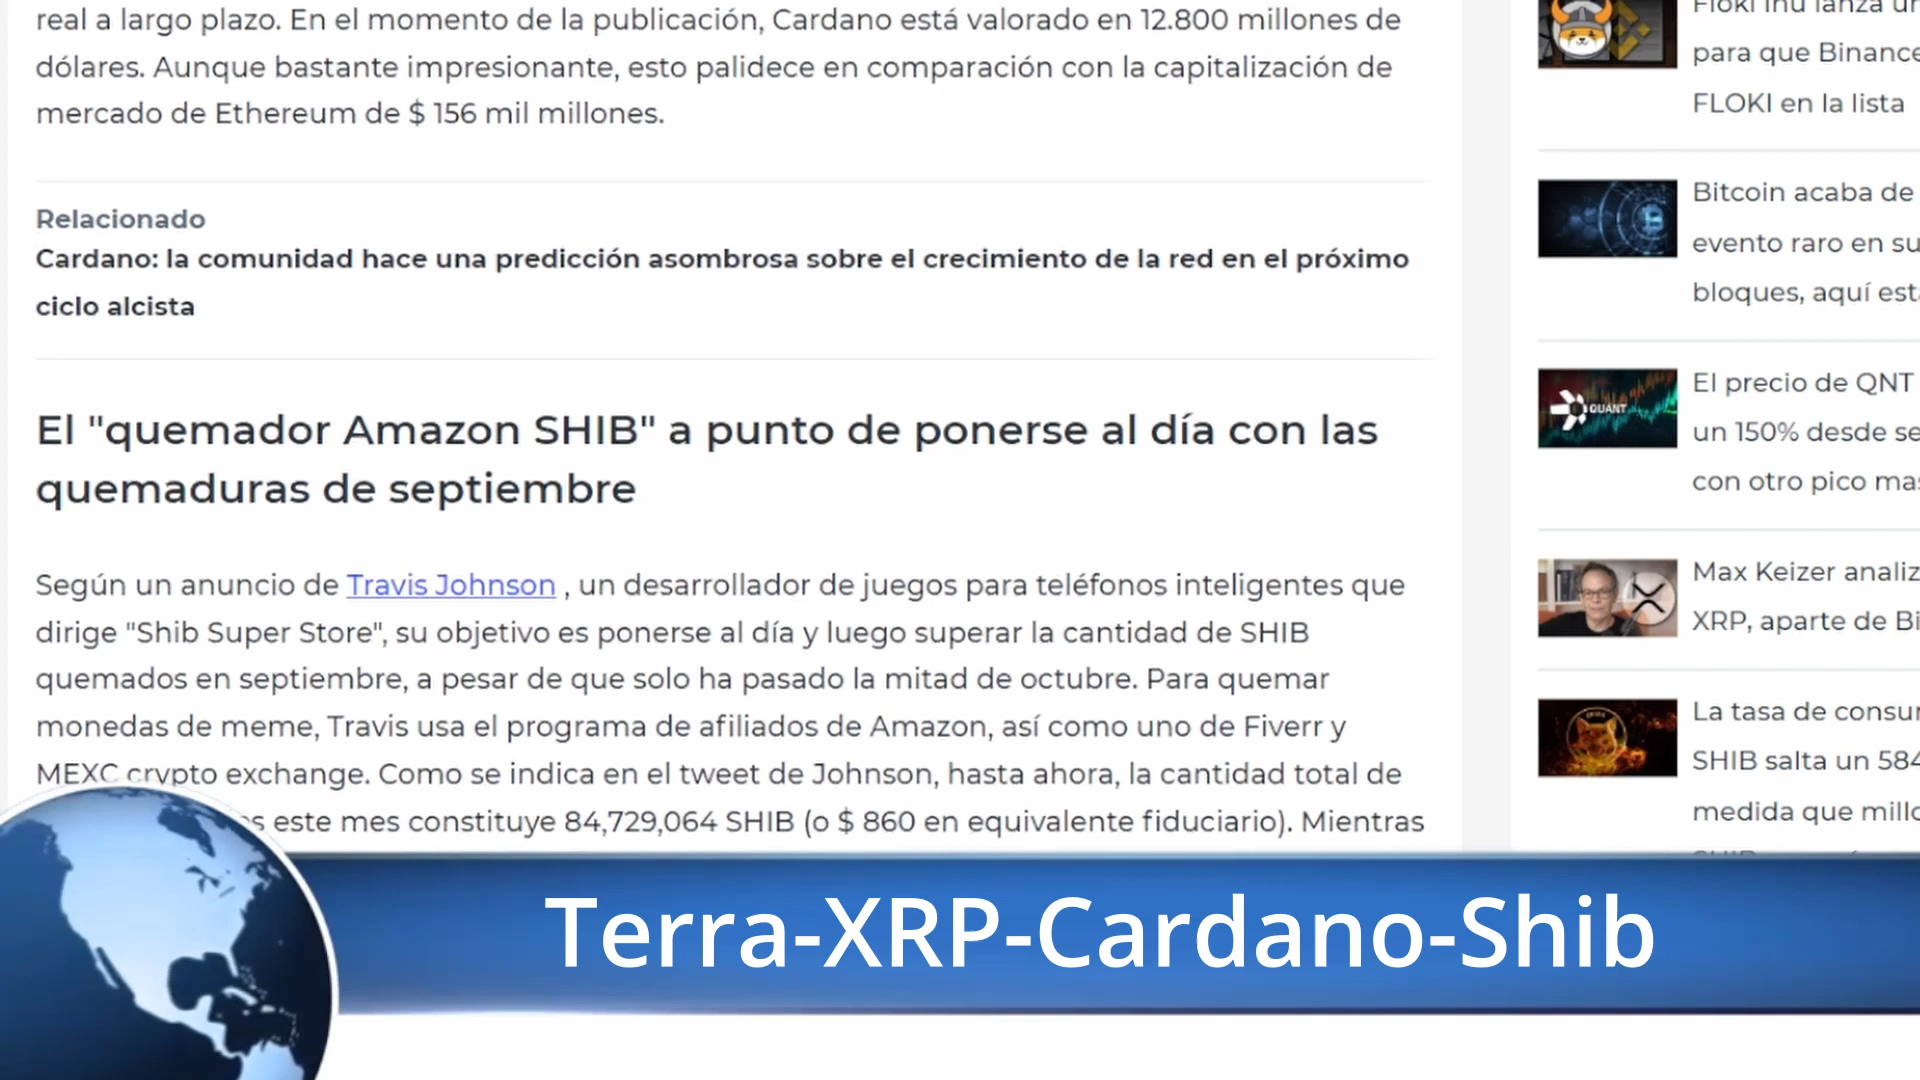 real a largo plazo. En el momento de la publicación, Cardano está valorado en 12.800 millones de
dólares. Aunque bastante impresionante, esto palidece en comparación con la capitalización de
mercado de Ethereum de $ 156 mil millones.
Relacionado
Cardano: la comunidad hace una predicción asombrosa sobre el crecimiento de la red en el próximo
ciclo alcista
El "quemador Amazon SHIB" a punto de ponerse al día con las
quemaduras de septiembre
Según un anuncio de Travis Johnson , un desarrollador de juegos para teléfonos inteligentes que
dirige "Shib Super Store", su objetivo es ponerse al día y luego superar la cantidad de SHIB
quemados en septiembre, a pesar de que solo ha pasado la mitad de octubre. Para quemar
monedas de meme, Travis usa el programa de afiliados de Amazon, así como uno de Fiverr y
MEXC crypto exchange. Como se indica en el tweet de Johnson, hasta ahora, la cantidad total de
este mes constituye 84,729,064 SHIB (o $ 860 en equivalente fiduciario). Mientras
Floki Inu lanza
para que Binance
FLOKI en la lista
Bitcoin acaba de
evento raro en su
bloques, aquí
El precio de QNT
un 150% desde
con otro pico
QUANT
Max Keizer
XRP, aparte de
La tasa de
SHIB salta un 584
medida que
Terra-XRP-Cardano-Shib